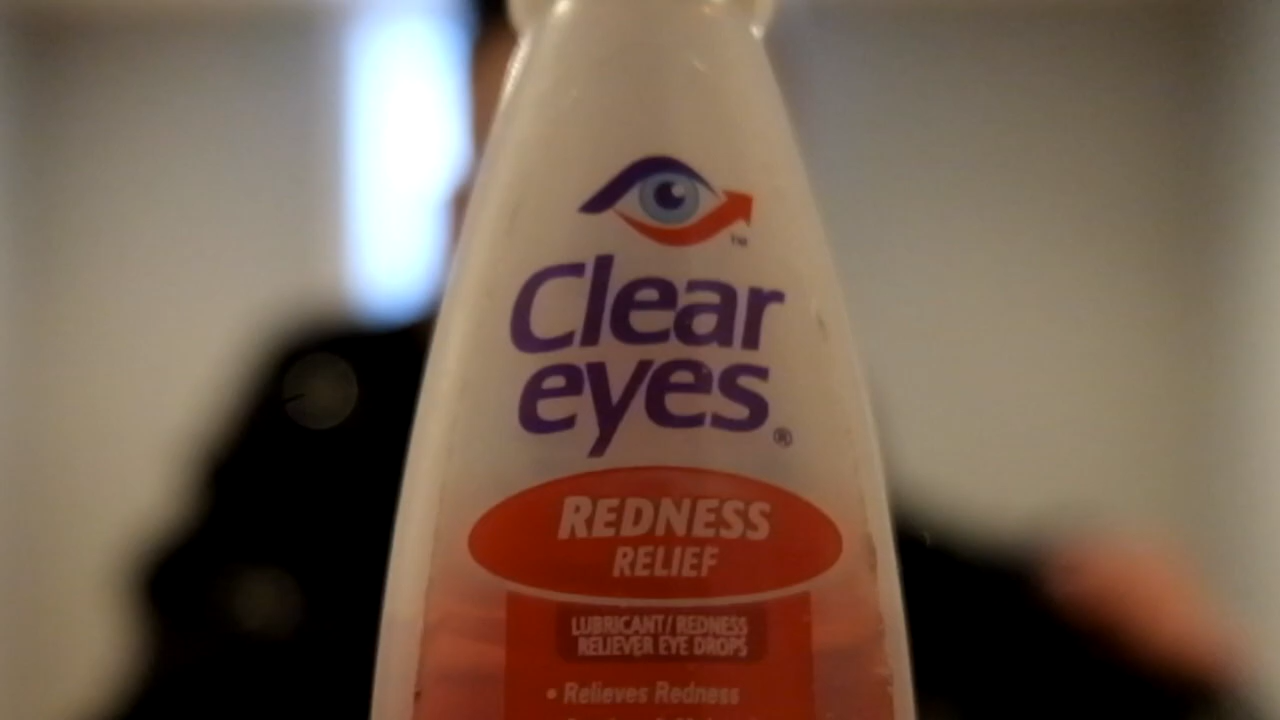 ™
Clear
eyes®
REDNESS
RELIEF
LUBRICANT/REDNESS
RELIEVER EYE DROPS
• Relieves Redness